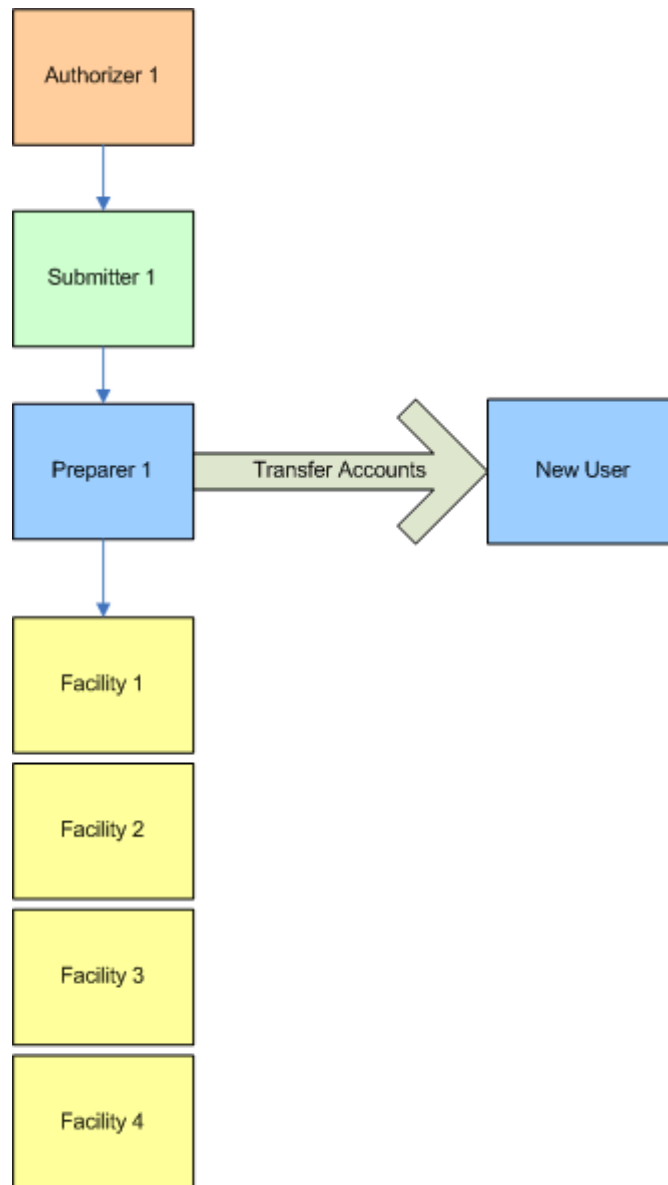 Authorizer 1
Submitter 1
Preparer 1
Transfer Accounts
New User
Facility 1
Facility 2
Facility 3
Facility 4